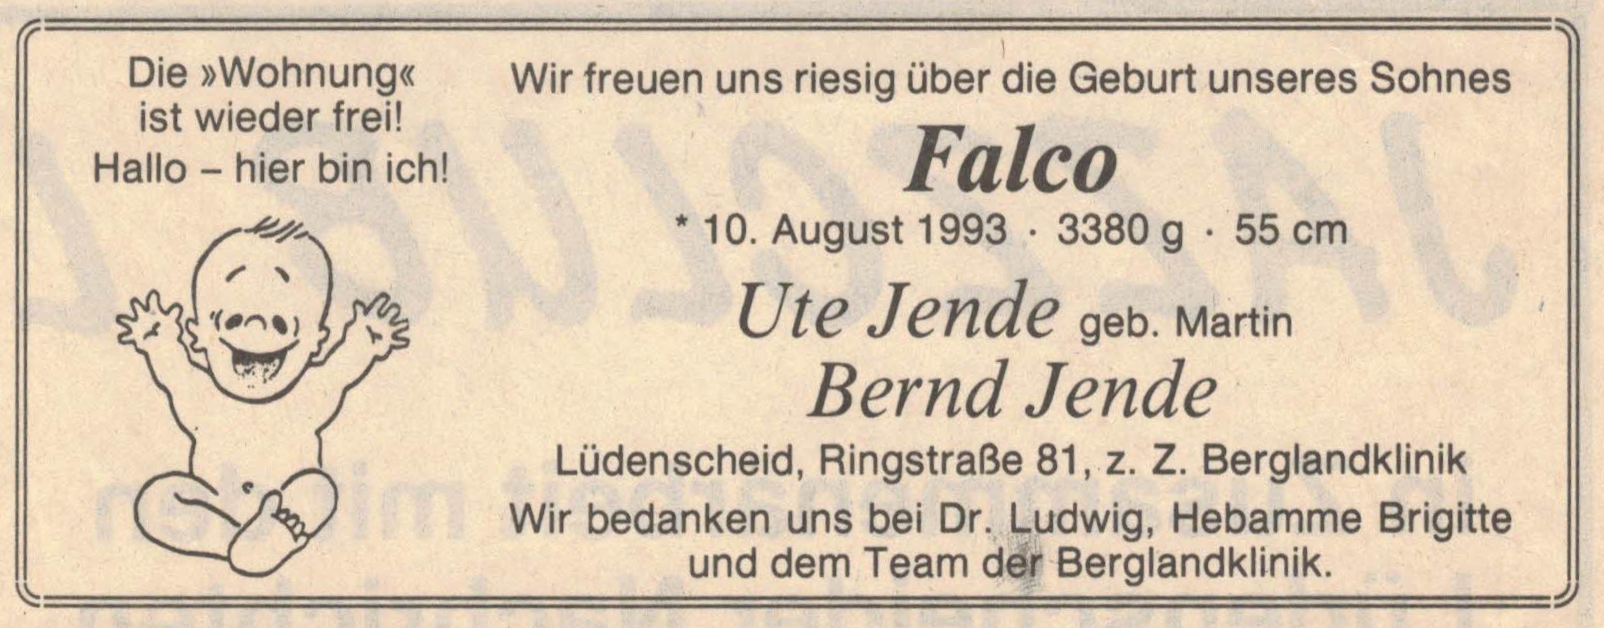 Die »Wohnung«
ist wieder frei!
Hallo – hier bin ich!
Wir freuen uns riesig über die Geburt unseres Sohnes
Falco
* 10. August 1993 · 3380 g · 55 cm
Ute Jende geb. Martin
Bernd Jende
Lüdenscheid, Ringstraße 81, z. Z. Berglandklinik
Wir bedanken uns bei Dr. Ludwig, Hebamme Brigitte
und dem Team der Berglandklinik.